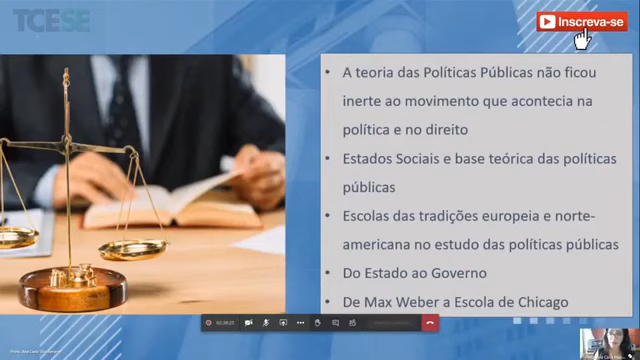 TCESE
Inscreva-se
• A teoria das Políticas Públicas não ficou
inerte ao movimento que acontecia na
política e no direito
• Estados Sociais e base teórica das políticas
públicas
• Escolas das tradições europeia e norte-
americana no estudo das políticas públicas
• Do Estado ao Governo
• De Max Weber a Escola de Chicago